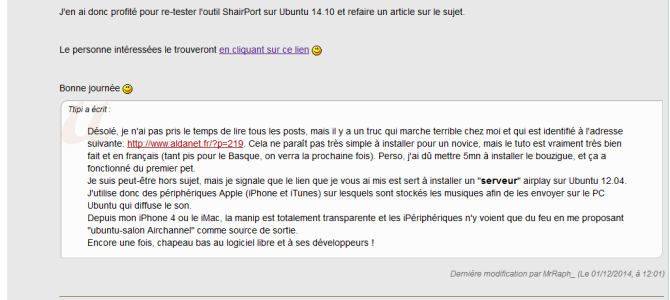 J'en ai donc profité pour re-tester l'outil ShairPort sur Ubuntu 14.10 et refaire un article sur le sujet.
Le personne intéressées le trouveront en cliquant sur ce lien
Bonne journée
Ttipi a écrit :
Désolé, je n'ai pas pris le temps de lire tous les posts, mais il y a un truc qui marche terrible chez moi et qui est identifié à l'adresse
suivante: http://www.aldanet.fr/?p=219. Cela ne paraît pas très simple à installer pour un novice, mais le tuto est vraiment très bien
fait et en français (tant pis pour le Basque, on verra la prochaine fois). Perso, j'ai dû mettre 5mn à installer le bouzigue, et ça a
fonctionné du premier pet.
Je suis peut-être hors sujet, mais je signale que le lien que je vous ai mis est sert à installer un "serveur" airplay sur Ubuntu 12.04.
J'utilise donc des périphériques Apple (iPhone et iTunes) sur lesquels sont stockés les musiques afin de les envoyer sur le PC
Ubuntu qui diffuse le son.
Depuis mon iPhone 4 ou le iMac, la manip est totalement transparente et les iPériphériques n'y voient que du feu en me proposant
"ubuntu-salon Airchannel" comme source de sortie.
Encore une fois, chapeau bas au logiciel libre et à ses développeurs !
Dernière modification par MrRaph_ (Le 01/12/2014, à 12:01)